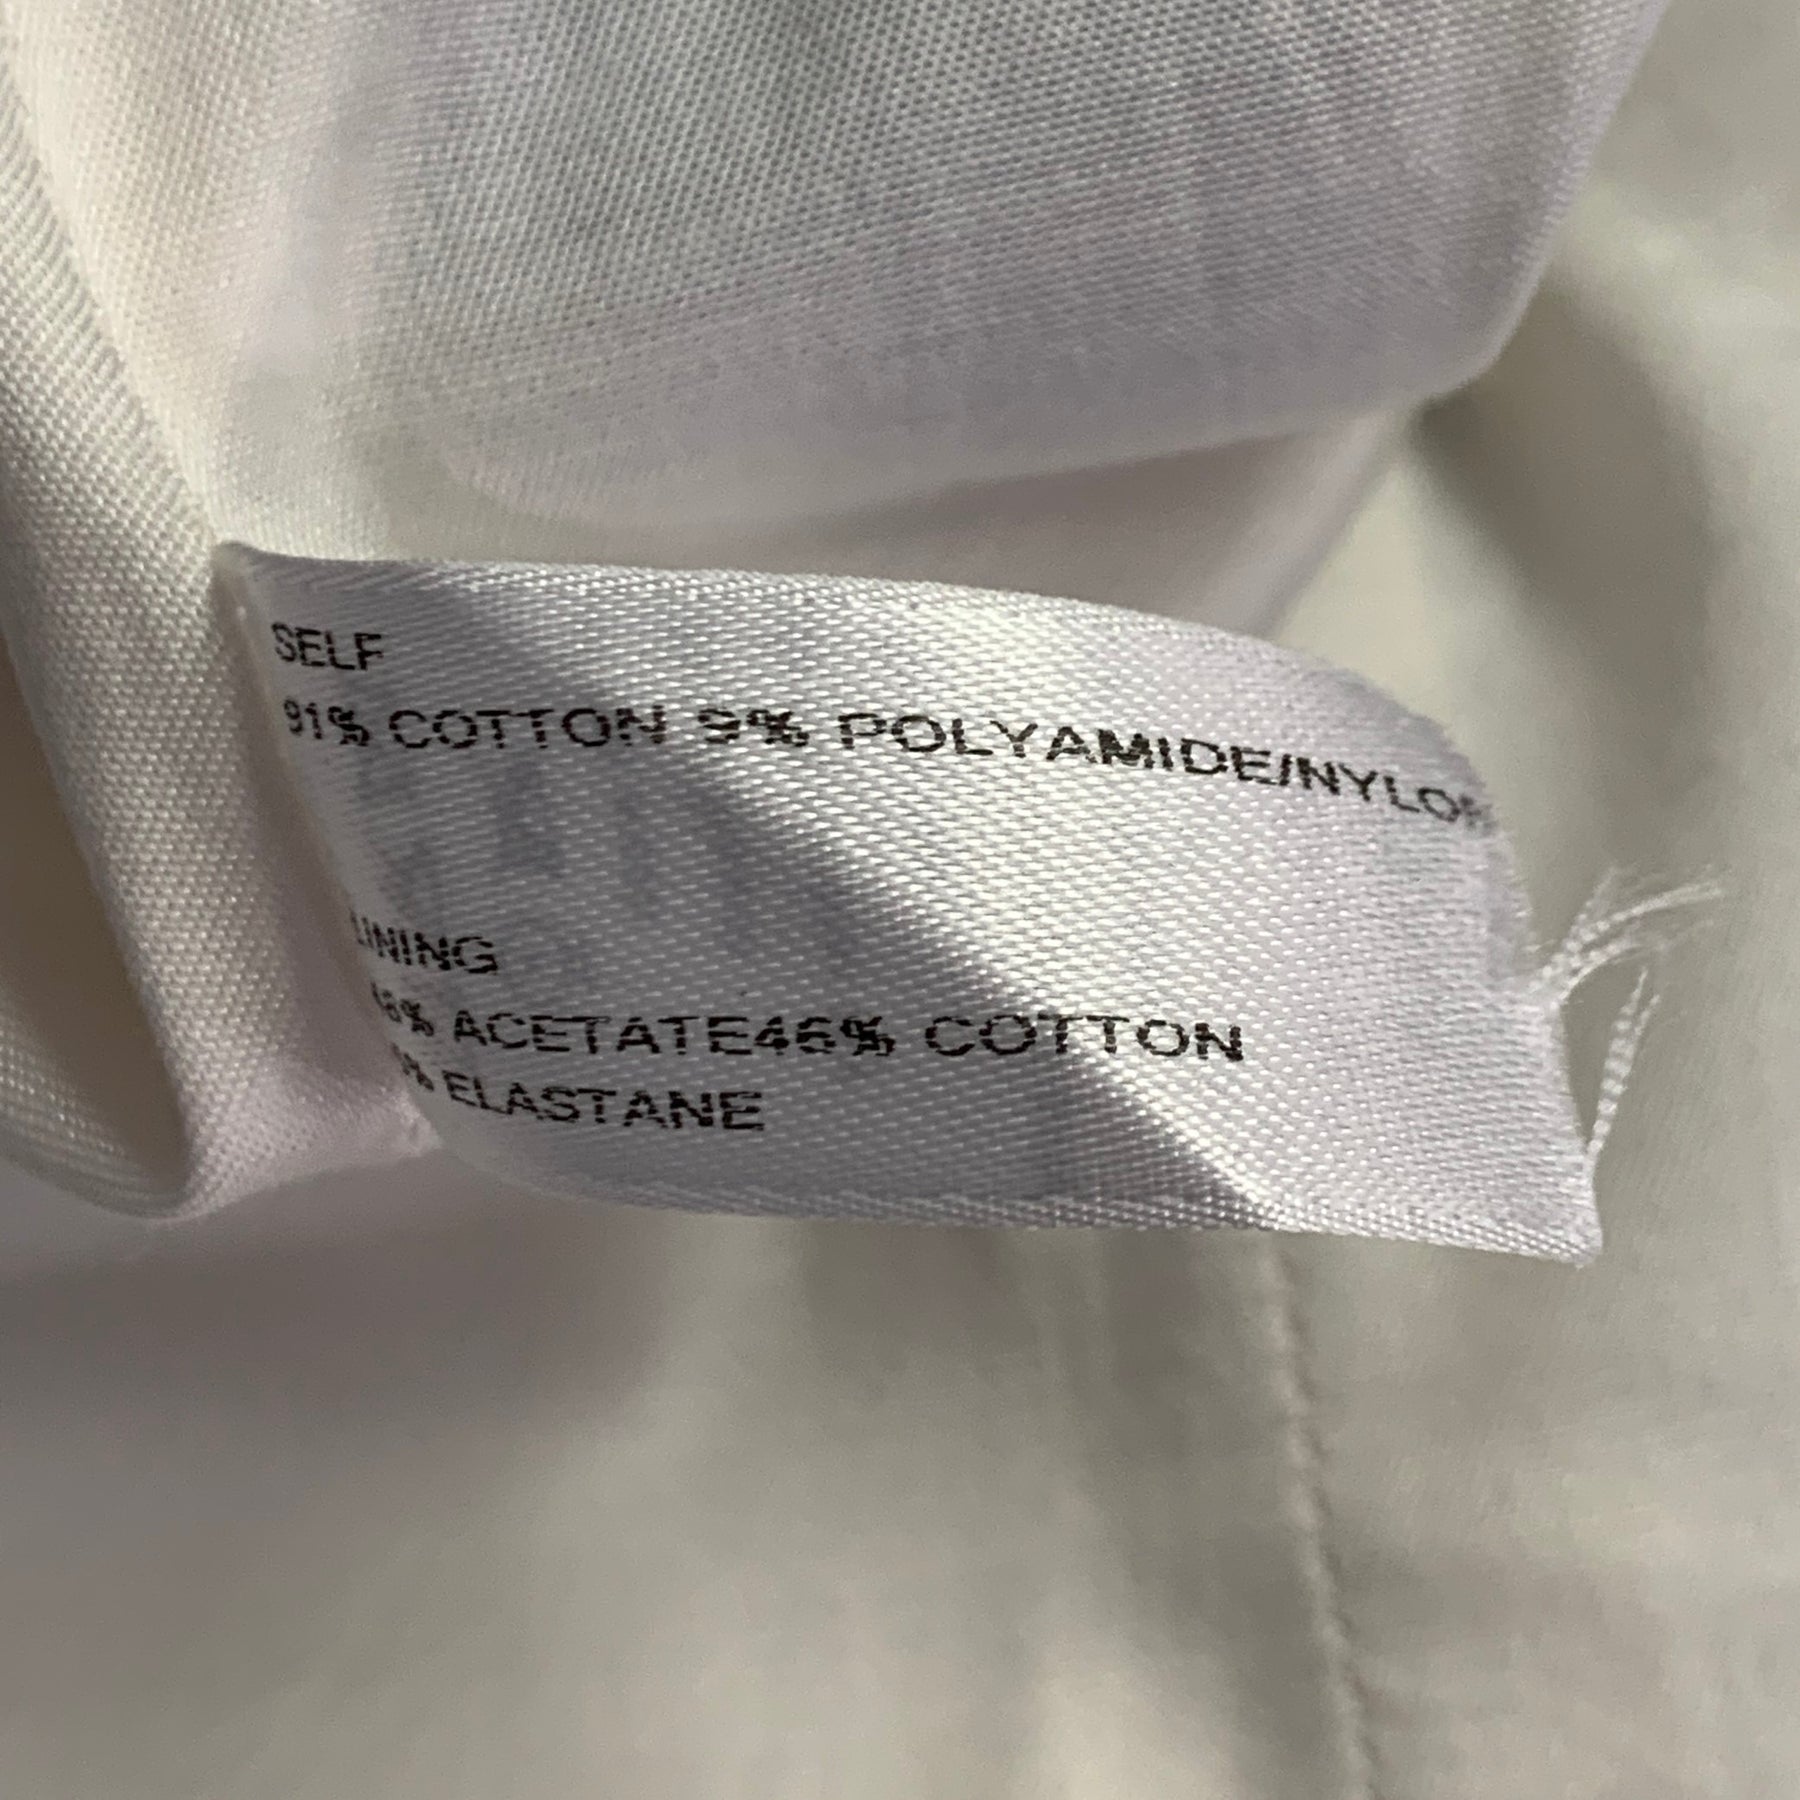 SELF
91% COTTON 9% POLYAMIDE/NYLON
LINING
ACETATE46% COTTON
ELASTANE